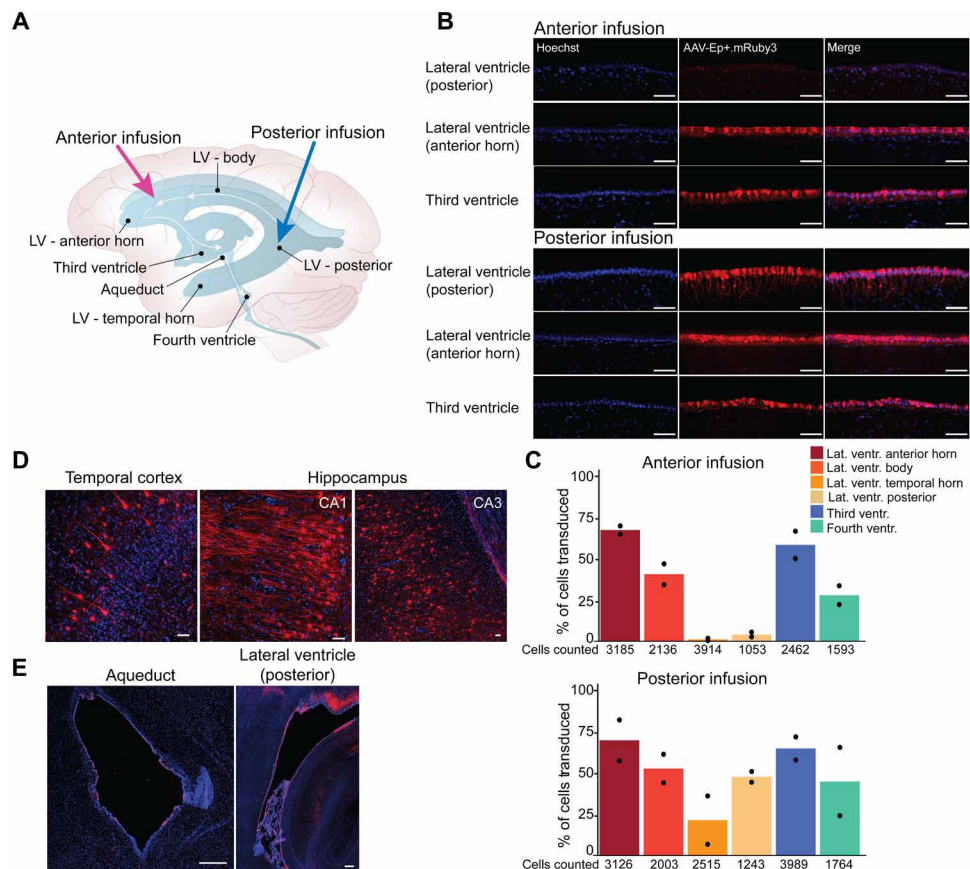 A
Anterior infusion
Posterior infusion
LV - body
LV - anterior horn
Third ventricle
Aqueduct
LV - temporal horn
Fourth ventricle
LV - posterior
B
Anterior infusion
Hoechst
AAV-Ep+.mRuby3
Merge
Lateral ventricle
(posterior)
Lateral ventricle
(anterior horn)
Third ventricle
Posterior infusion
Lateral ventricle
(posterior)
Lateral ventricle
(anterior horn)
Third ventricle
D
Temporal cortex
Hippocampus
CA1
CA3
E
Aqueduct
Lateral ventricle
(posterior)
C
Anterior infusion
Lat. ventr. anterior horn
Lat. ventr. body
Lat. ventr. temporal horn
Lat. ventr. posterior
Third ventr.
Fourth ventr.
% of cells transduced
75
50
25
0
Cells counted 3185 2136 3914 1053 2462 1593
Posterior infusion
% of cells transduced
75
50
25
0
Cells counted 3126 2003 2515 1243 3989 1764